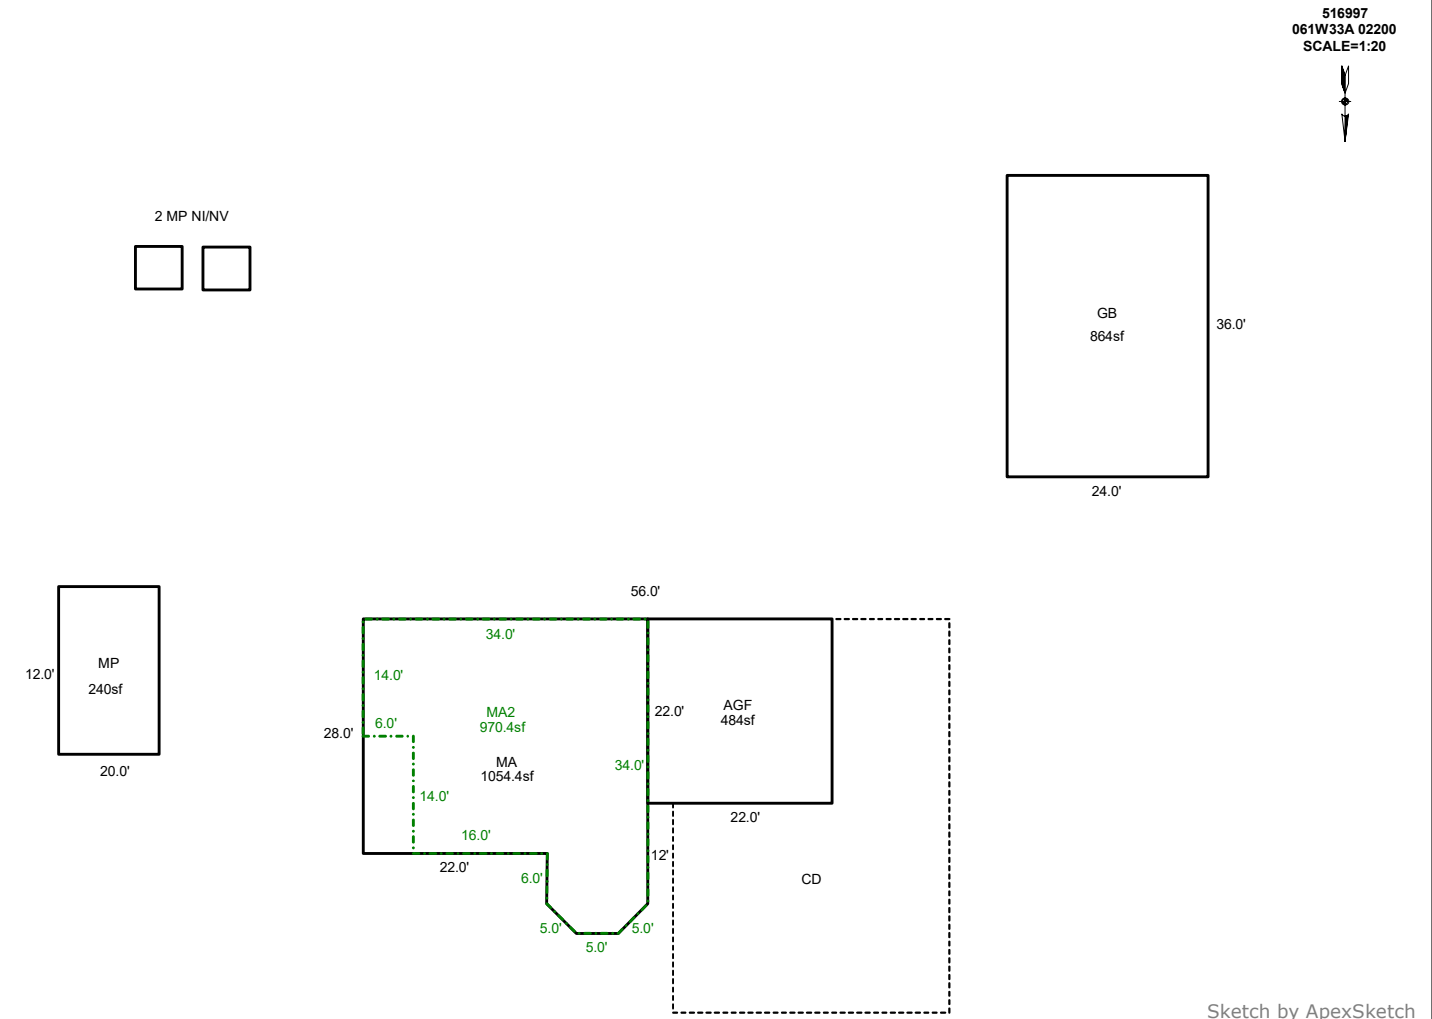 516997
061W33A 02200
SCALE=1:20
2 MP NI/NV
GB
864sf
36.0'
24.0'
56.0'
34.0'
MP
240sf
12.0'
20.0'
14.0'
6.0'
28.0'
MA2
970.4sf
MA
1054.4sf
22.0'
AGF
484sf
34.0'
14.0'
16.0'
22.0'
22.0'
12'
6.0'
CD
5.0'
5.0'
5.0'
Sketch by ApexSketch